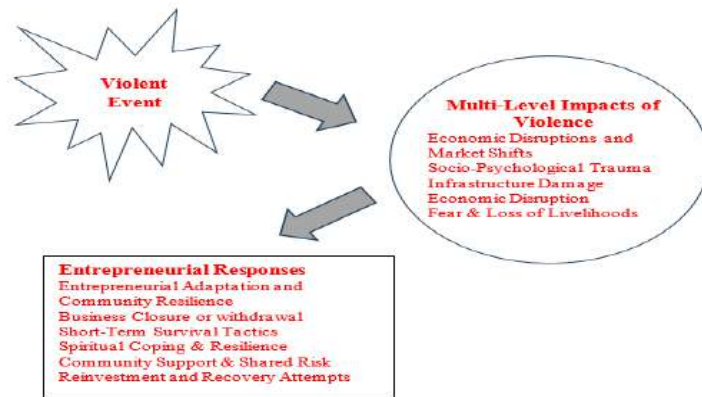 Violent
Event
Multi-Level Impacts of
Violence
Economic Disruptions and
Market Shifts
Socio-Psychological Trauma
Infrastructure Damage
Economic Disruption
Fear & Loss of Livelihoods
Entrepreneurial Responses
Entrepreneurial Adaptation and
Community Resilience
Business Closure or withdrawal
Short-Term Survival Tactics
Spiritual Coping & Resilience
Community Support & Shared Risk
Reinvestment and Recovery Attempts